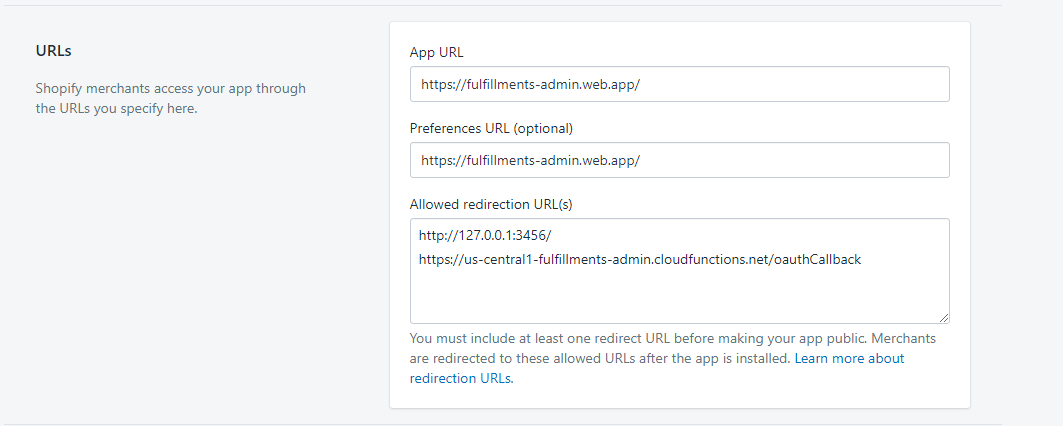 URLs
Shopify merchants access your app through
the URLs you specify here.
App URL
https://fulfillments-admin.web.app/
Preferences URL (optional)
https://fulfillments-admin.web.app/
Allowed redirection URL(s)
http://127.0.0.1:3456/
https://us-central1-fulfillments-admin.cloudfunctions.net/oauthCallback
You must include at least one redirect URL before making your app public. Merchants
are redirected to these allowed URLs after the app is installed. Learn more about
redirection URLs.